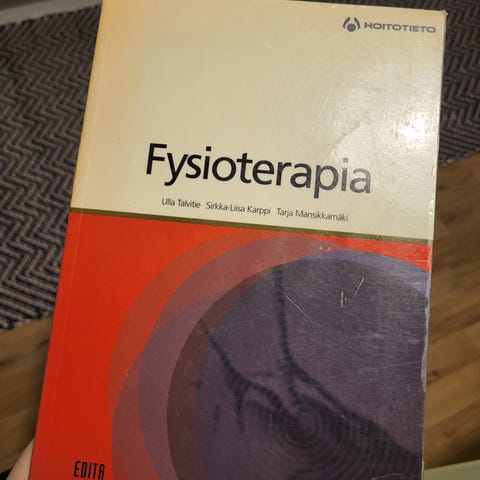 HOITOTIETO
Fysioterapia
Ulla Talvitie Sirkka-Liisa Karppi Tarja Mansikkamäki
EDITA